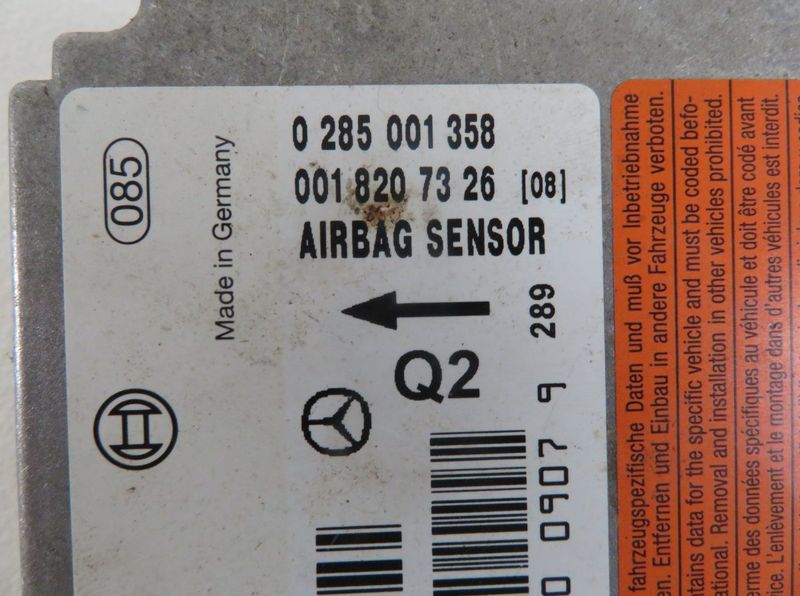 0 285 001 358
001 820 73 26 [08]
AIRBAG SENSOR
085
Made in Germany
289
Q2
0 0907 9
fahrzeugspezifische Daten und muß vor Inbetriebnahme
n. Entfernen und Einbau in andere Fahrzeuge verboten.
ntains data for the specific vehicle and must be coded befo-
ational. Removal and installation in other vehicles prohibited.
erme des données spécifiques au véhicule et doit être codé avant
rvice. L'enlèvement et le montage dans d'autres véhicules est interdit.